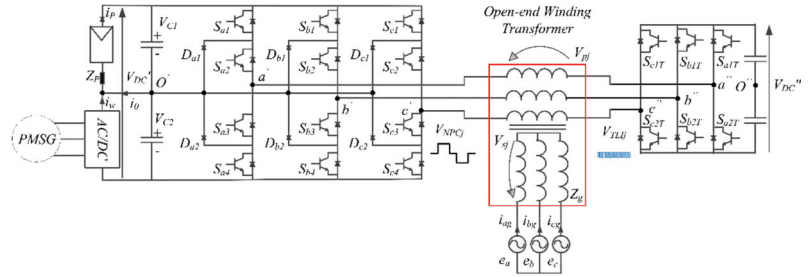 Open-end Winding
Transformer
i_P
V_C1
+
-
S_a1
S_b1
S_c1
D_a1
D_b1
D_c1
S_a2
S_b2
S_c2
a'
Z_P
V_DC'
O'
i_w
i_0
b'
c'
V_C2
+
-
PMSG
AC/DC
S_a3
S_b3
S_c3
D_a2
D_b2
D_c2
S_a4
S_b4
S_c4
V_NPCj
V_pj
V_sj
Z_g
i_ag
i_bg
i_cg
e_a
e_b
e_c
V_TLIj
S_c1T
S_b1T
S_a1T
a''
O''
b''
c''
V_DC''
S_c2T
S_b2T
S_a2T